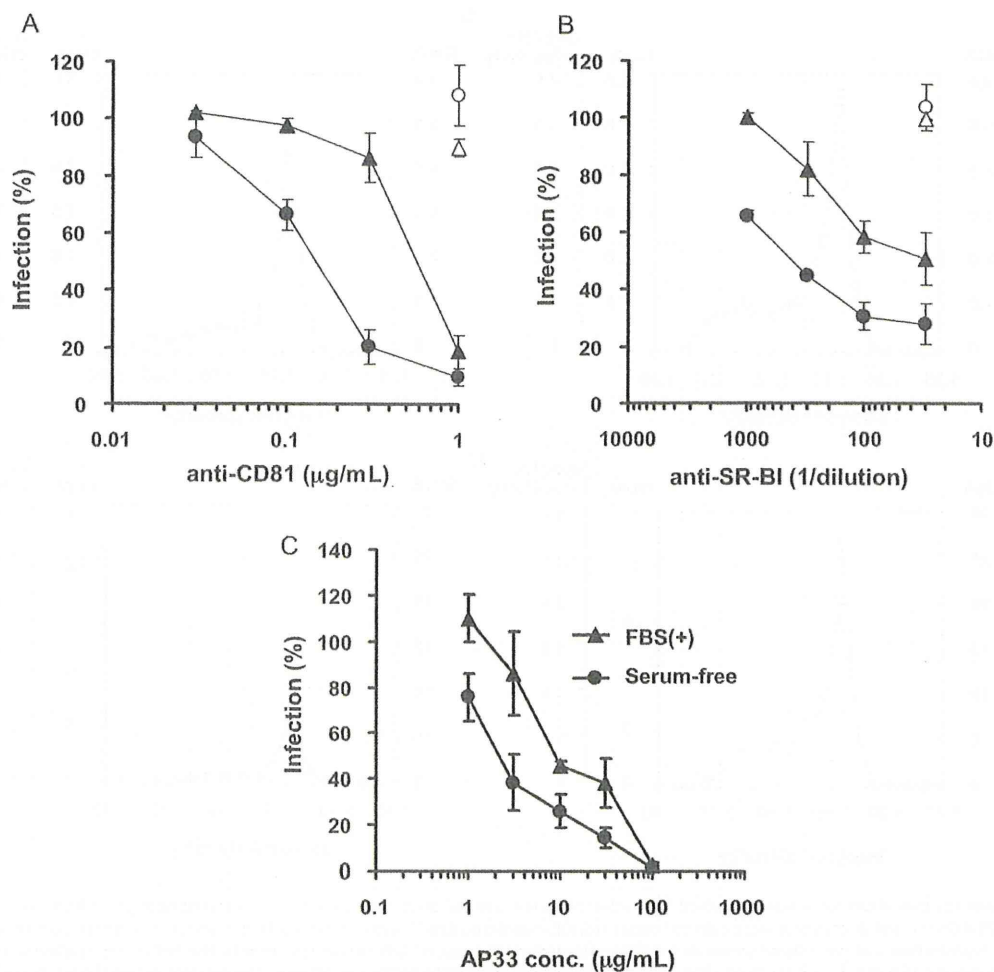 A
Infection (%)
120
100
80
60
40
20
0
0.01 0.1 1
anti-CD81 (μg/mL)
B
Infection (%)
120
100
80
60
40
20
0
10000 1000 100 10
anti-SR-BI (1/dilution)
C
Infection (%)
140
120
100
80
60
40
20
0
FBS(+)
Serum-free
0.1 1 10 100 1000
AP33 conc. (μg/mL)